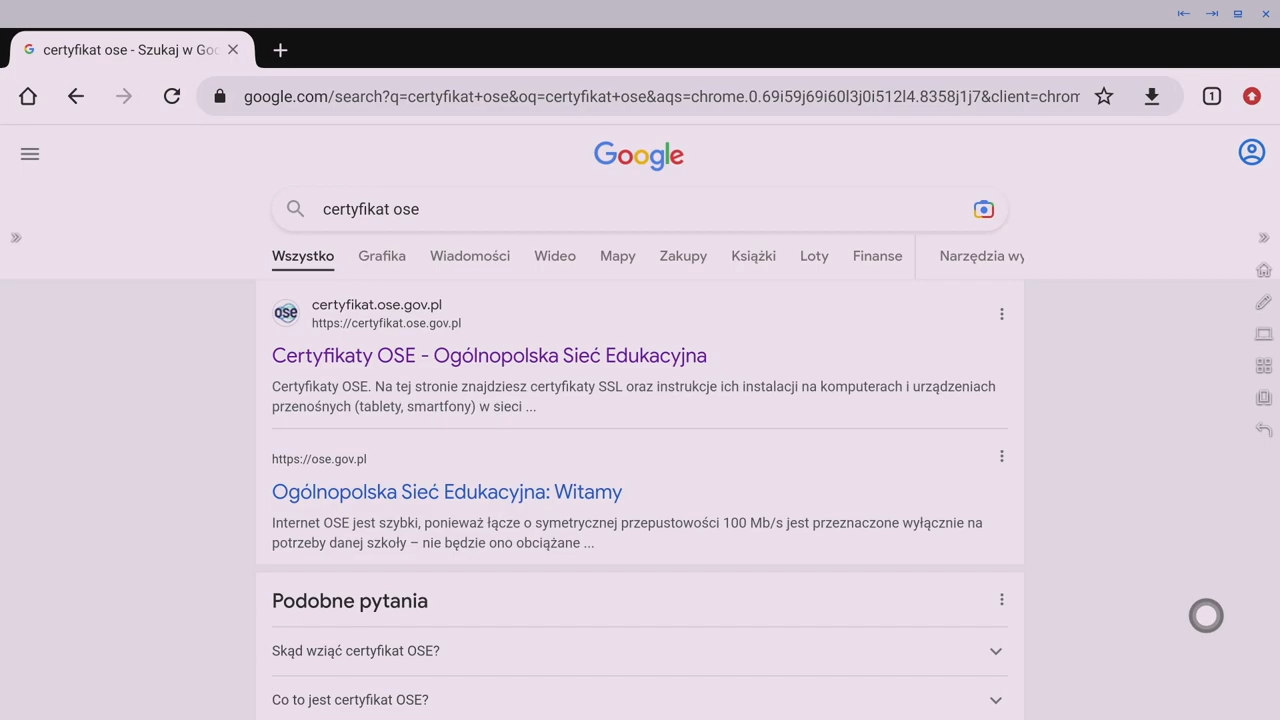 certyfikat ose - Szukaj w Goo
google.com/search?q=certyfikat+ose&oq=certyfikat+ose&aqs=chrome.0.69i59j69i60l3j0i512l4.8358j1j7&client=chrom
1
Google
certyfikat ose
Wszystko Grafika Wiadomości Wideo Mapy Zakupy Książki Loty Finanse Narzędzia wy
ose
certyfikat.ose.gov.pl
https://certyfikat.ose.gov.pl
Certyfikaty OSE - Ogólnopolska Sieć Edukacyjna
Certyfikaty OSE. Na tej stronie znajdziesz certyfikaty SSL oraz instrukcje ich instalacji na komputerach i urządzeniach
przenośnych (tablety, smartfony) w sieci ...
https://ose.gov.pl
Ogólnopolska Sieć Edukacyjna: Witamy
Internet OSE jest szybki, ponieważ łącze o symetrycznej przepustowości 100 Mb/s jest przeznaczone wyłącznie na
potrzeby danej szkoły – nie będzie ono obciążane ...
Podobne pytania
Skąd wziąć certyfikat OSE?
Co to jest certyfikat OSE?